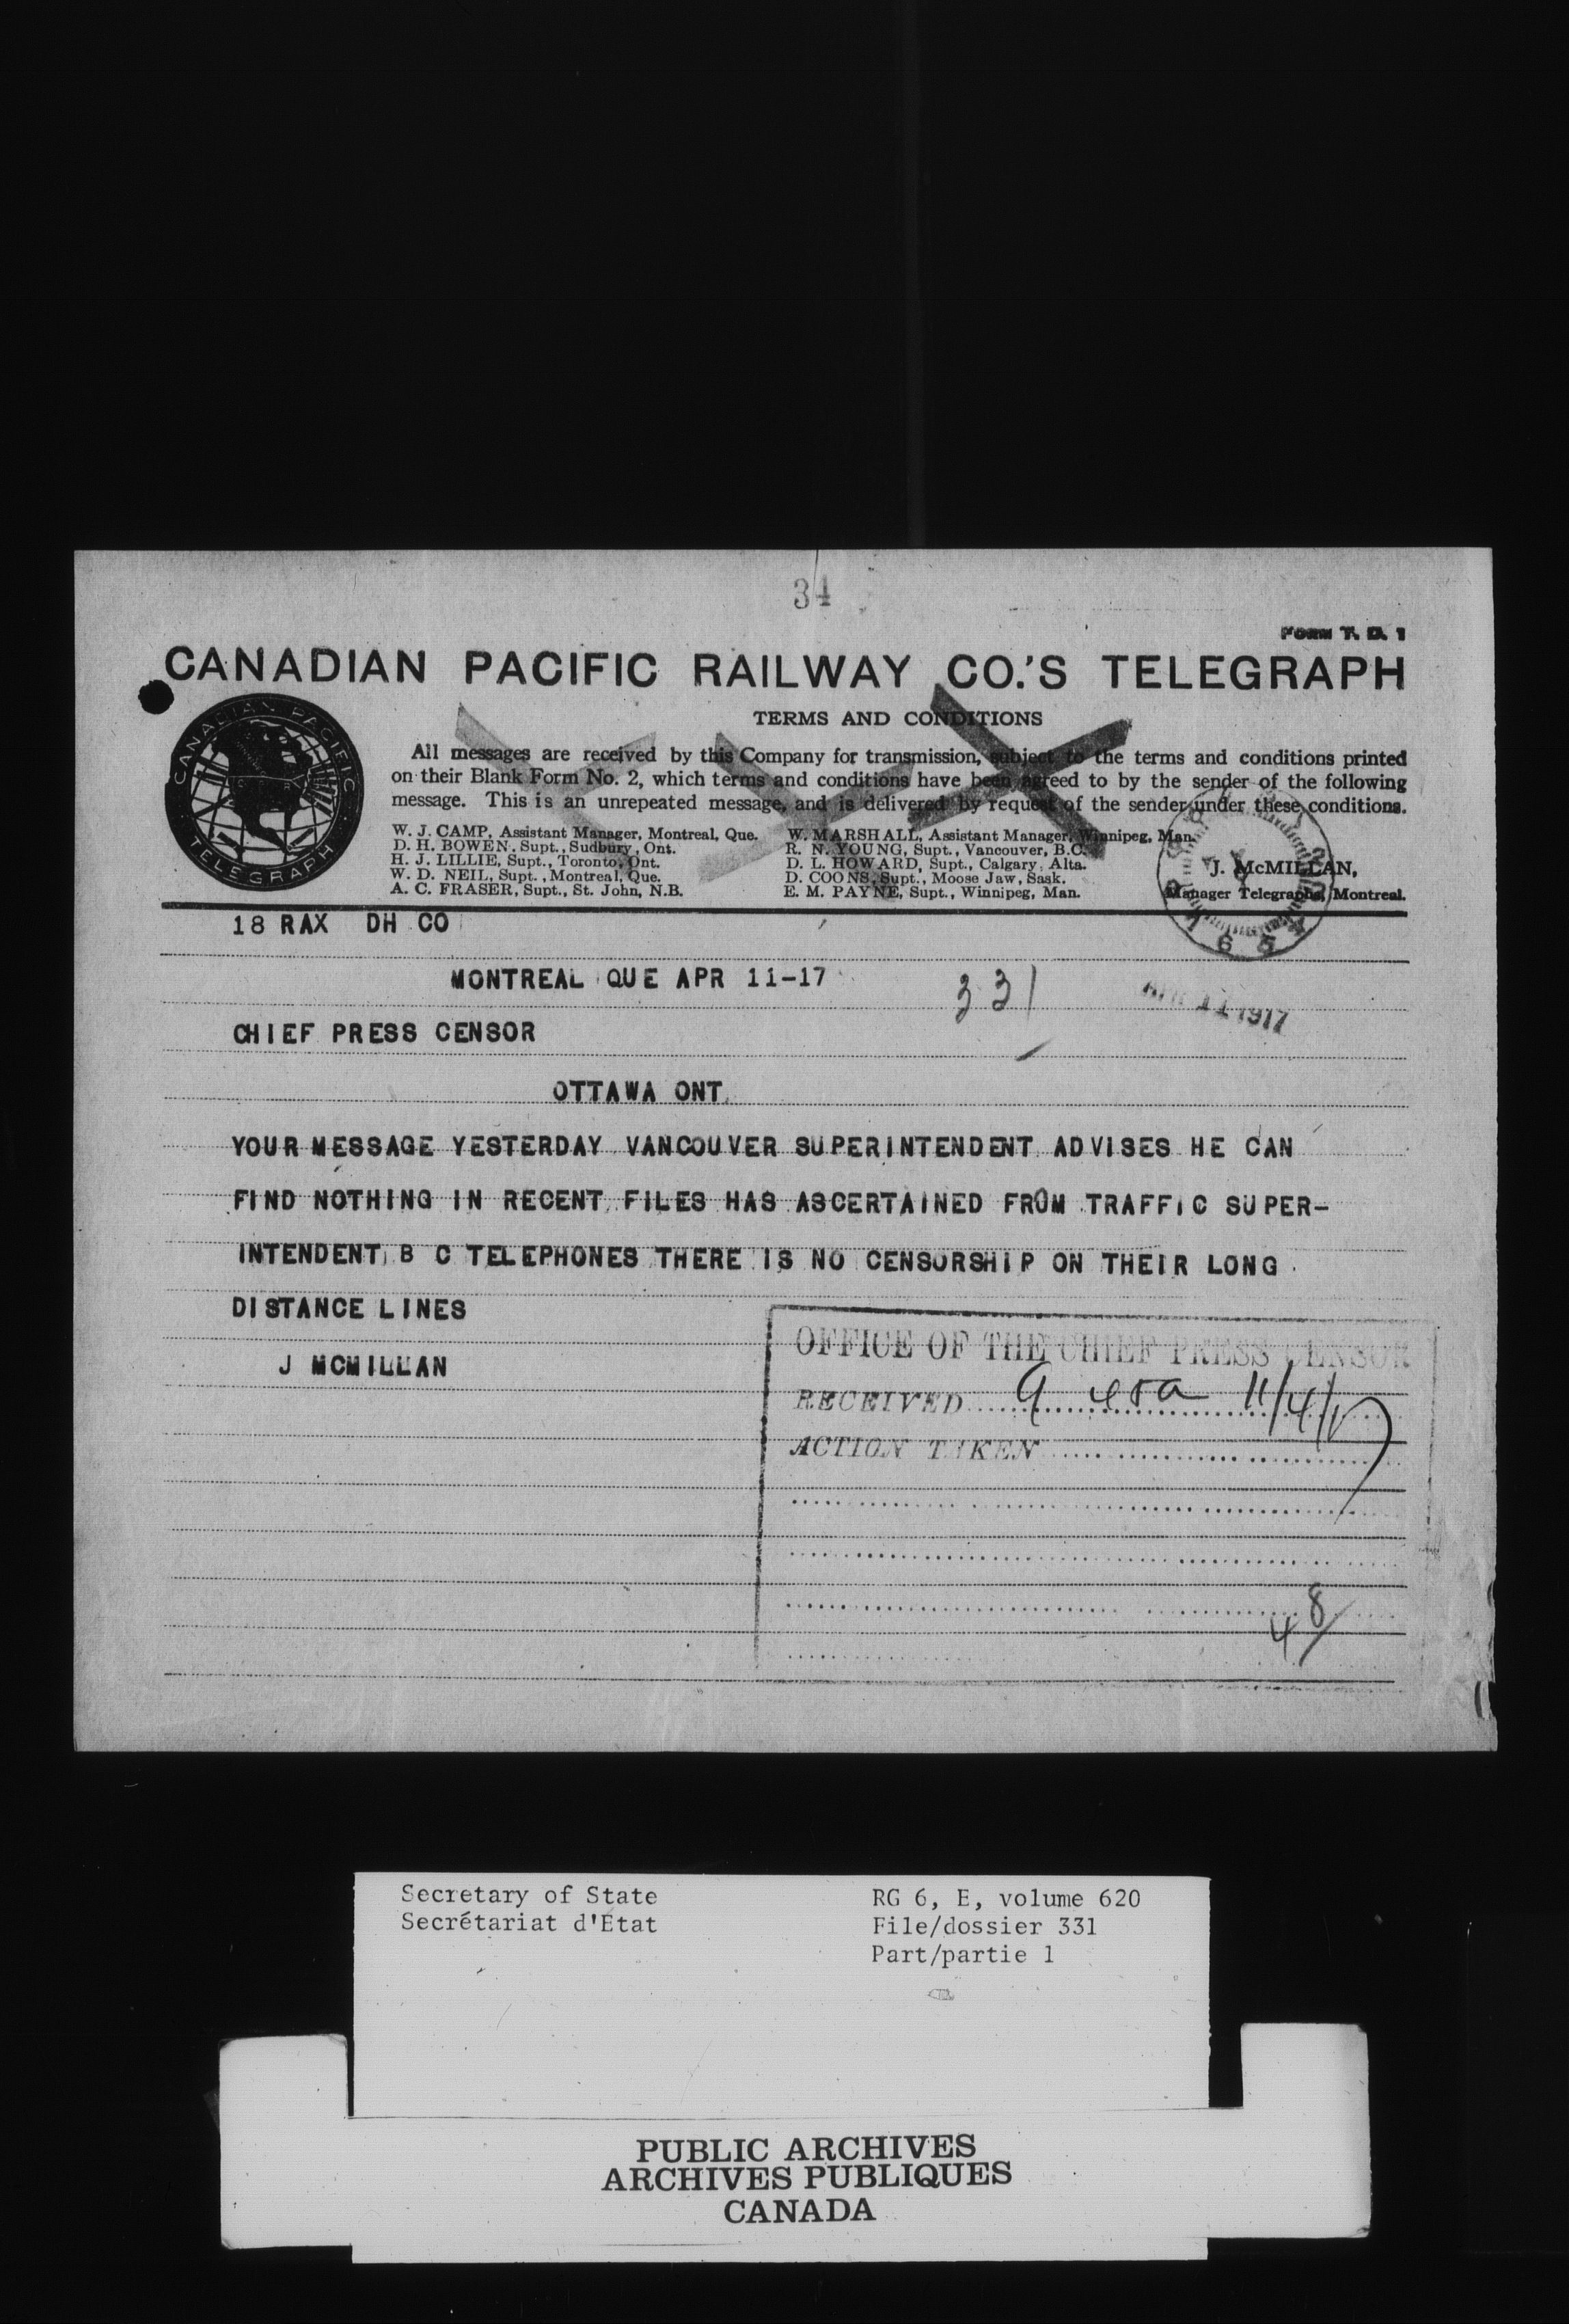 34
Form T. D. 1
CANADIAN PACIFIC RAILWAY CO.'S TELEGRAPH
CANADIAN PACIFIC
TELEGRAPH
TERMS AND CONDITIONS
All messages are received by this Company for transmission, subject to the terms and conditions printed
on their Blank Form No. 2, which terms and conditions have been agreed to by the sender of the following
message. This is an unrepeated message, and is delivered by request of the sender under these conditions.
W. J. CAMP, Assistant Manager, Montreal, Que.
D. H. BOWEN, Supt., Sudbury, Ont.
H. J. LILLIE, Supt., Toronto, Ont.
W. D. NEIL, Supt., Montreal, Que.
A. C. FRASER, Supt., St. John, N.B.
W. MARSHALL, Assistant Manager, Winnipeg, Man.
R. N. YOUNG, Supt., Vancouver, B.C.
D. L. HOWARD, Supt., Calgary, Alta.
D. COONS, Supt., Moose Jaw, Sask.
E. M. PAYNE, Supt., Winnipeg, Man.
J. McMILLAN,
Manager Telegraphs, Montreal.
18 RAX DH CO
MONTREAL QUE APR 11-17
331
APR 11 1917
CHIEF PRESS CENSOR
OTTAWA ONT
YOUR MESSAGE YESTERDAY VANCOUVER SUPERINTENDENT ADVISES HE CAN
FIND NOTHING IN RECENT FILES HAS ASCERTAINED FROM TRAFFIC SUPER-
INTENDENT B C TELEPHONES THERE IS NO CENSORSHIP ON THEIR LONG
DISTANCE LINES
J MCMILLAN
OFFICE OF THE CHIEF PRESS CENSOR
RECEIVED 11/4/17
ACTION TAKEN
48
Secretary of State
Secrétariat d'Etat
RG 6, E, volume 620
File/dossier 331
Part/partie 1
PUBLIC ARCHIVES
ARCHIVES PUBLIQUES
CANADA